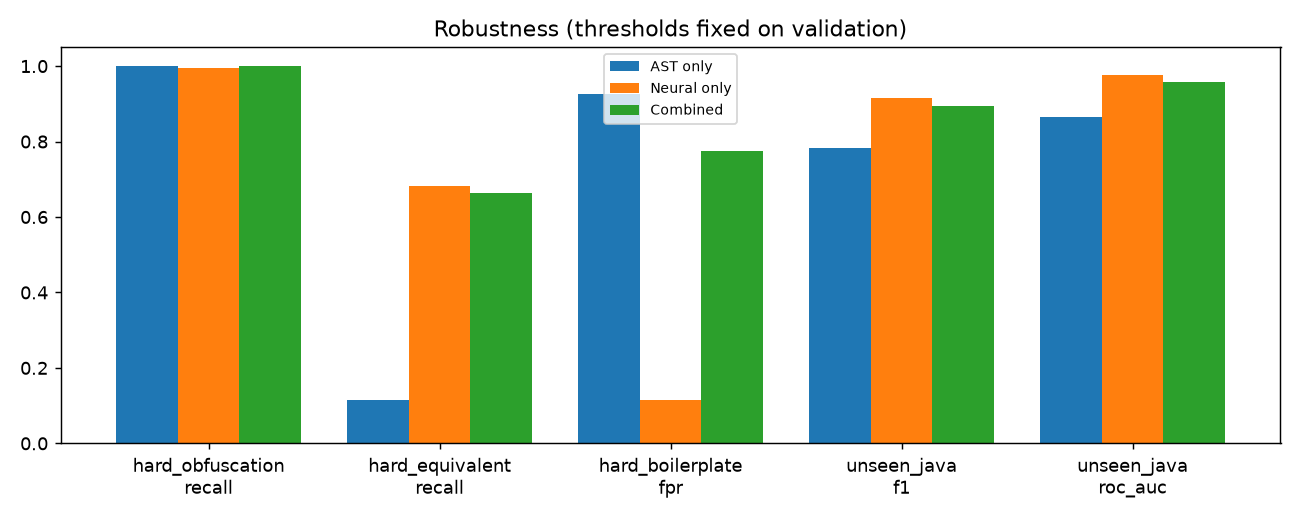 Robustness (thresholds fixed on validation)
AST only
Neural only
Combined
1.0
0.8
0.6
0.4
0.2
0.0
hard_obfuscation
recall
hard_equivalent
recall
hard_boilerplate
fpr
unseen_java
f1
unseen_java
roc_auc